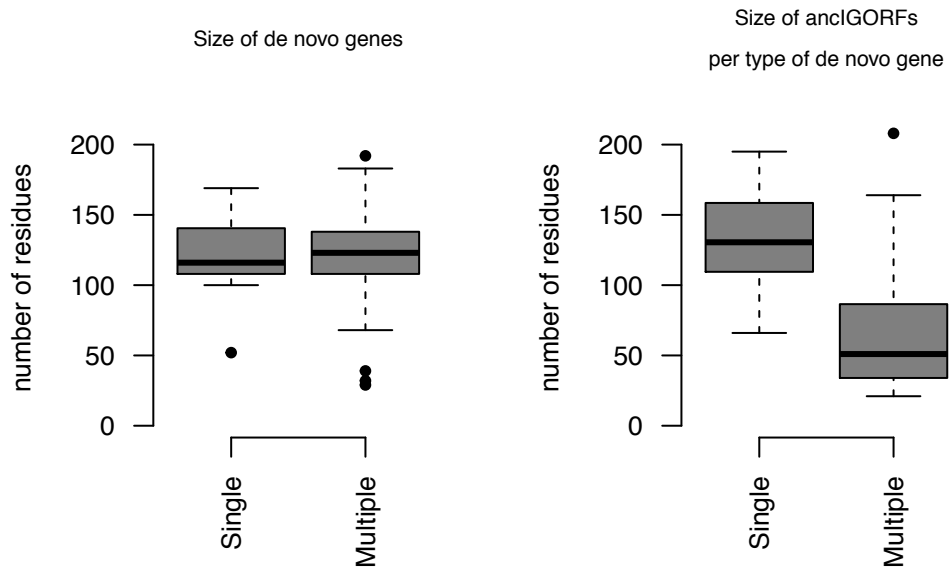 Size of de novo genes
number of residues
200
150
100
50
0
Single
Multiple
Size of ancIGORFs
per type of de novo gene
number of residues
200
150
100
50
0
Single
Multiple